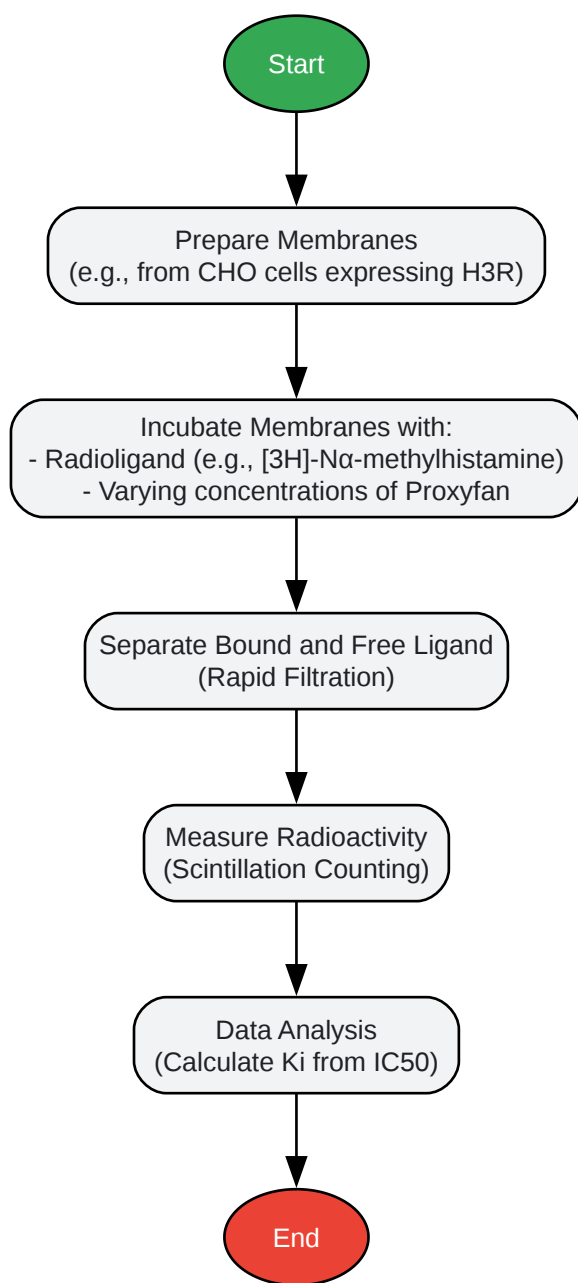 Start
Prepare Membranes
(e.g., from CHO cells expressing H3R)
Incubate Membranes with:
- Radioligand (e.g., [3H]-Nα-methylhistamine)
- Varying concentrations of Proxyfan
Separate Bound and Free Ligand
(Rapid Filtration)
Measure Radioactivity
(Scintillation Counting)
Data Analysis
(Calculate Ki from IC50)
End